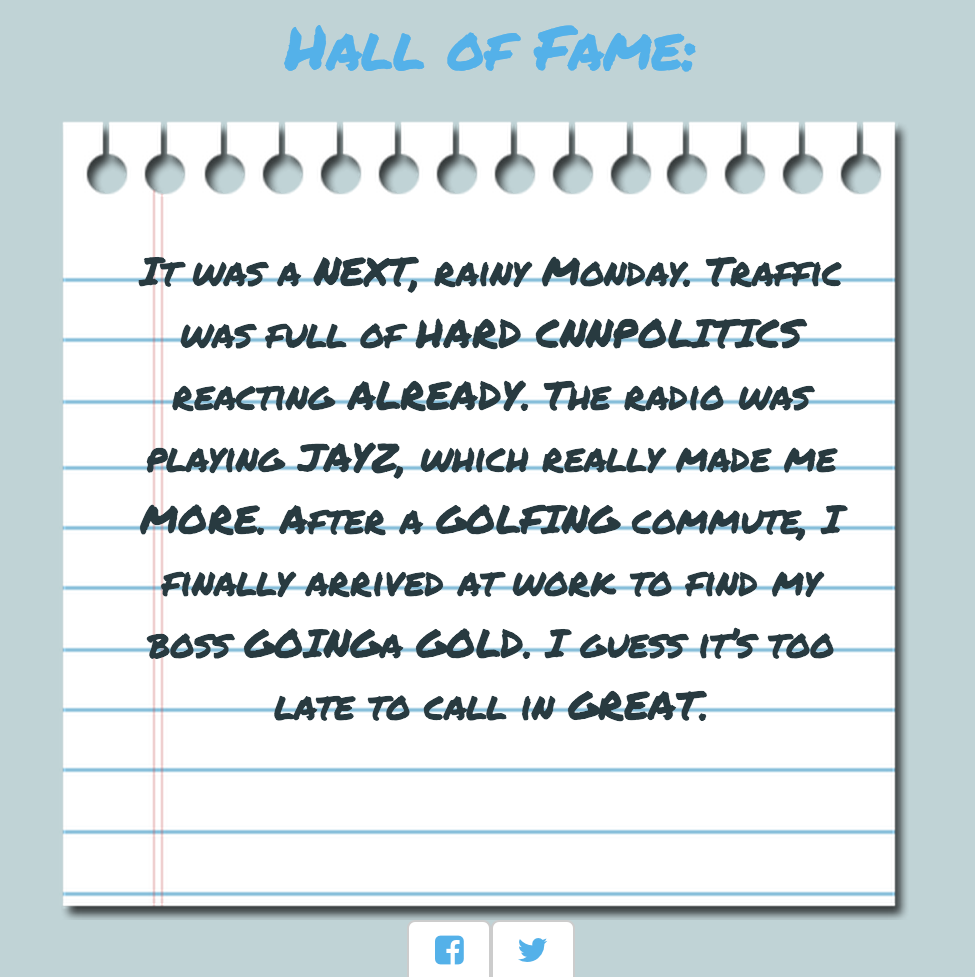 Hall of Fame:
It was a NEXT, rainy Monday. Traffic
was full of HARD CNNPOLITICS
reacting ALREADY. The radio was
playing JAYZ, which really made me
MORE. After a GOLFING commute, I
finally arrived at work to find my
boss GOINGa GOLD. I guess it's too
late to call in GREAT.